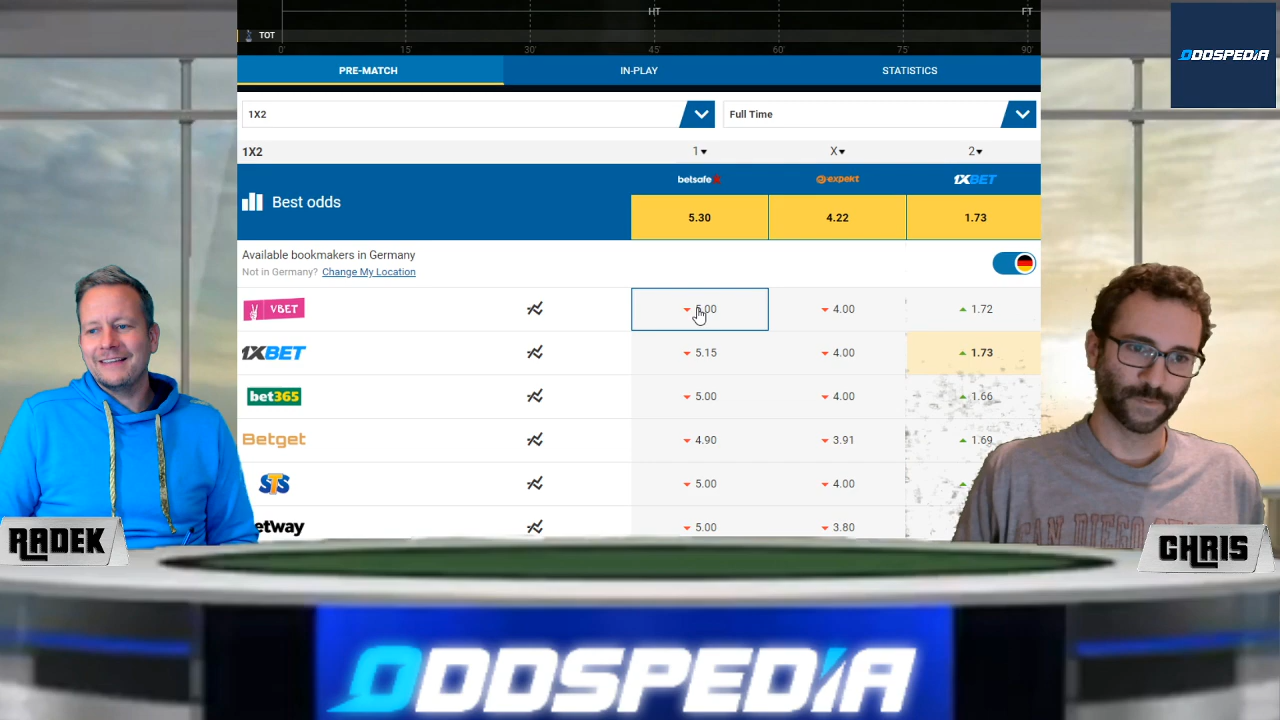 HT
FT
TOT
0'
15'
30'
45'
60'
75'
90'
ODDSPEDIA
PRE-MATCH
IN-PLAY
STATISTICS
1X2
Full Time
1X2
1
X
2
betsafe
expekt
1XBET
Best odds
5.30
4.22
1.73
Available bookmakers in Germany
Not in Germany? Change My Location
VBET
5.00
4.00
1.72
1XBET
5.15
4.00
1.73
bet365
5.00
4.00
1.66
Betget
4.90
3.91
1.69
STS
5.00
4.00
etway
5.00
3.80
SAN DIEGO
RADEK
CHRIS
ODDSPEDIA